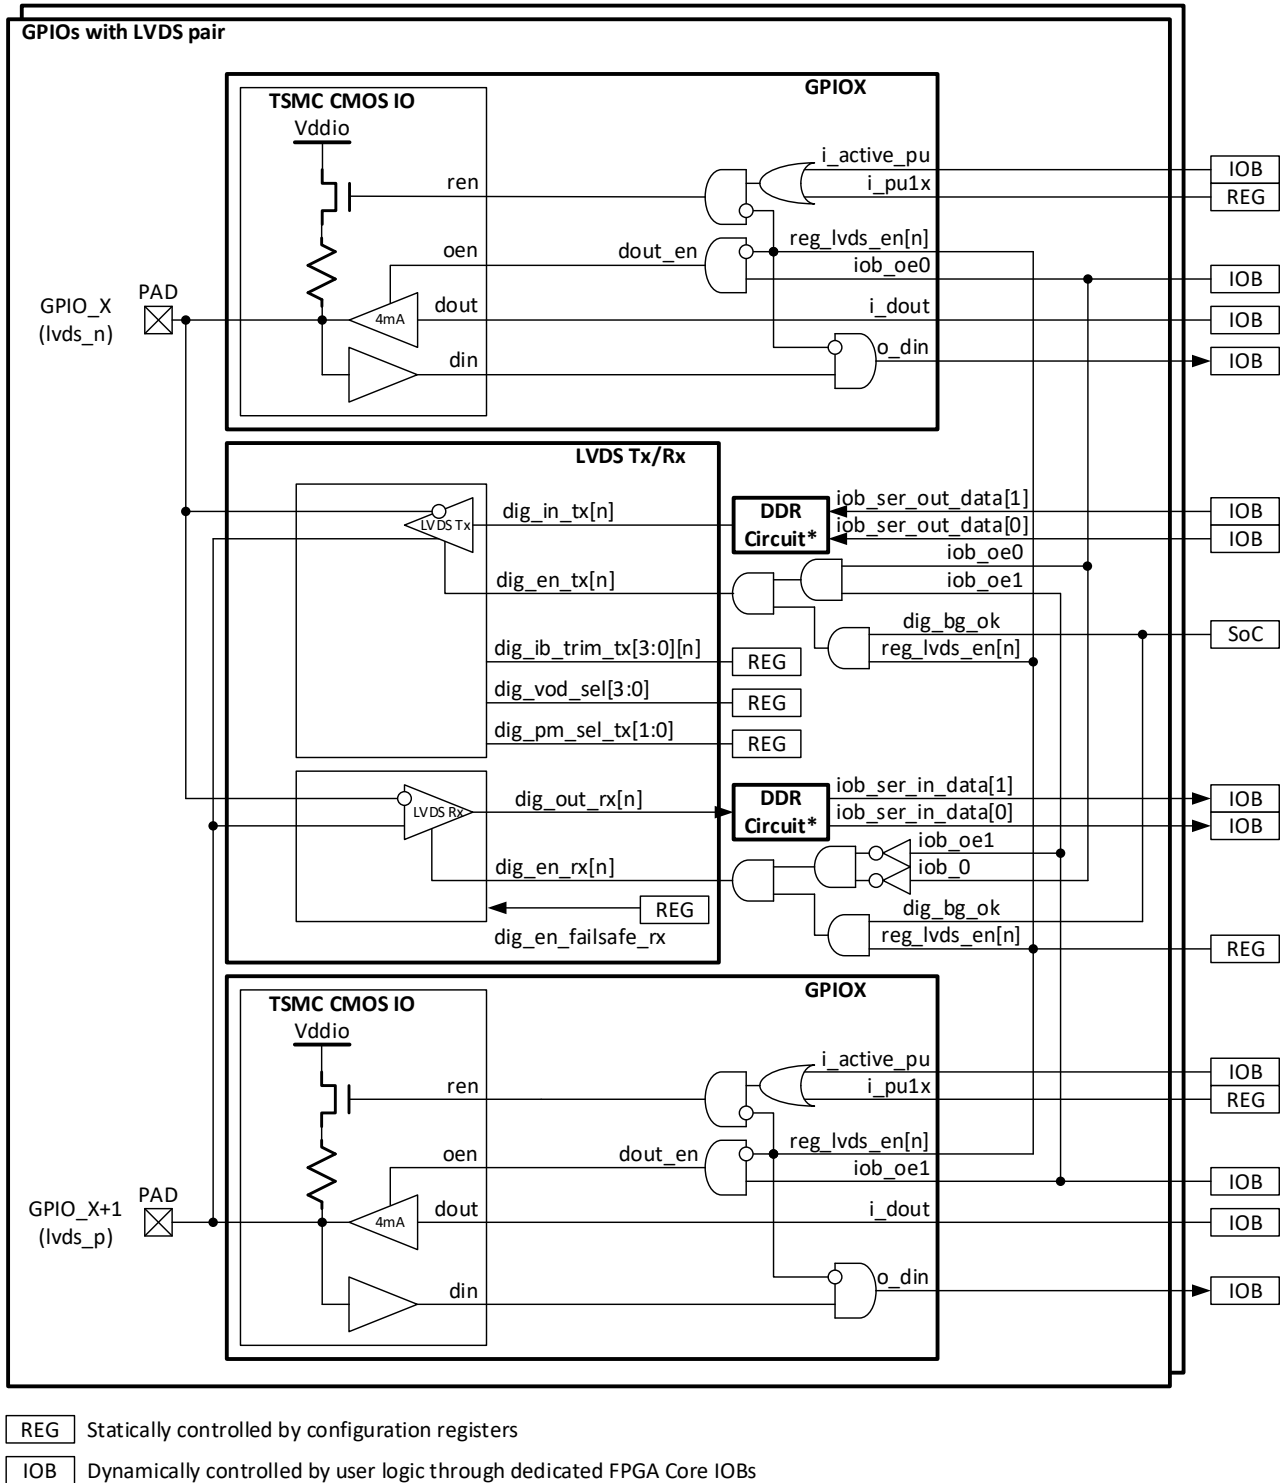 GPIOs with LVDS pair
GPIOX
TSMC CMOS IO
Vddio
i_active_pu
IOB
ren
i_pu1x
REG
oen
dout_en
reg_lvds_en[n]
iob_oe0
IOB
PAD
GPIO_X
(lvds_n)
4mA
dout
i_dout
IOB
din
o_din
IOB
LVDS Tx/Rx
LVDS Tx
dig_in_tx[n]
DDR
Circuit*
iob_ser_out_data[1]
IOB
iob_ser_out_data[0]
IOB
iob_oe0
dig_en_tx[n]
iob_oe1
dig_bg_ok
SoC
reg_lvds_en[n]
dig_ib_trim_tx[3:0][n]
REG
dig_vod_sel[3:0]
REG
dig_pm_sel_tx[1:0]
REG
LVDS Rx
dig_out_rx[n]
DDR
Circuit*
iob_ser_in_data[1]
IOB
iob_ser_in_data[0]
IOB
iob_oe1
dig_en_rx[n]
iob_0
REG
dig_en_failsafe_rx
dig_bg_ok
reg_lvds_en[n]
REG
GPIOX
TSMC CMOS IO
Vddio
i_active_pu
IOB
ren
i_pu1x
REG
oen
dout_en
reg_lvds_en[n]
iob_oe1
IOB
PAD
GPIO_X+1
(lvds_p)
4mA
dout
i_dout
IOB
din
o_din
IOB
REG Statically controlled by configuration registers
IOB Dynamically controlled by user logic through dedicated FPGA Core IOBs